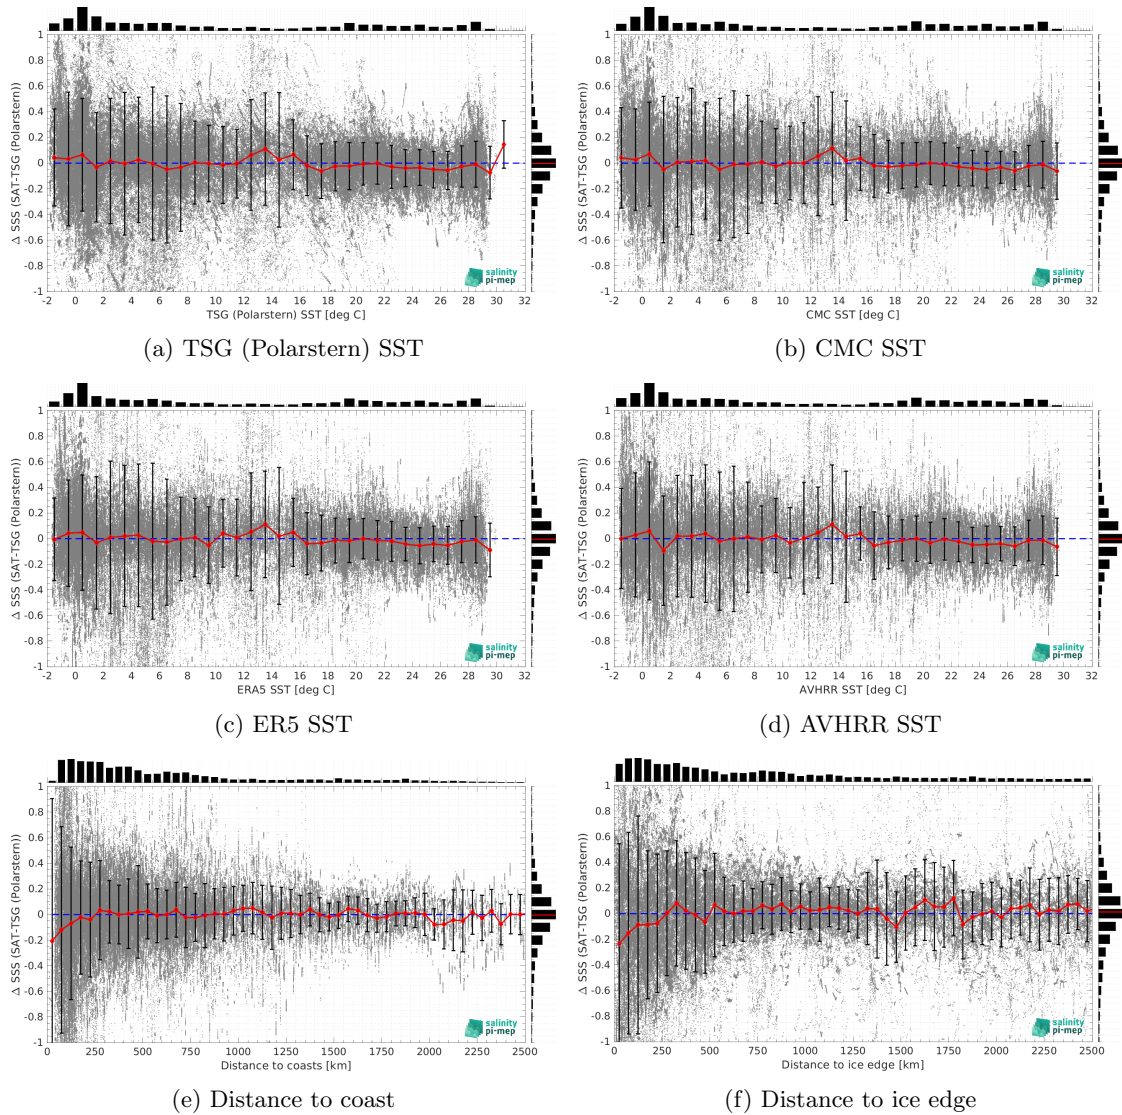 Δ SSS (SAT-TSG (Polarstern))
1
0.8
0.6
0.4
0.2
0
-0.2
-0.4
-0.6
-0.8
-1
-2 0 2 4 6 8 10 12 14 16 18 20 22 24 26 28 30 32
TSG (Polarstern) SST [deg C]
salinity
pi-mep
(a) TSG (Polarstern) SST
Δ SSS (SAT-TSG (Polarstern))
1
0.8
0.6
0.4
0.2
0
-0.2
-0.4
-0.6
-0.8
-1
-2 0 2 4 6 8 10 12 14 16 18 20 22 24 26 28 30 32
CMC SST [deg C]
salinity
pi-mep
(b) CMC SST
Δ SSS (SAT-TSG (Polarstern))
1
0.8
0.6
0.4
0.2
0
-0.2
-0.4
-0.6
-0.8
-1
-2 0 2 4 6 8 10 12 14 16 18 20 22 24 26 28 30 32
ERA5 SST [deg C]
salinity
pi-mep
(c) ER5 SST
Δ SSS (SAT-TSG (Polarstern))
1
0.8
0.6
0.4
0.2
0
-0.2
-0.4
-0.6
-0.8
-1
-2 0 2 4 6 8 10 12 14 16 18 20 22 24 26 28 30 32
AVHRR SST [deg C]
salinity
pi-mep
(d) AVHRR SST
Δ SSS (SAT-TSG (Polarstern))
1
0.8
0.6
0.4
0.2
0
-0.2
-0.4
-0.6
-0.8
-1
0 250 500 750 1000 1250 1500 1750 2000 2250 2500
Distance to coasts [km]
salinity
pi-mep
(e) Distance to coast
Δ SSS (SAT-TSG (Polarstern))
1
0.8
0.6
0.4
0.2
0
-0.2
-0.4
-0.6
-0.8
-1
0 250 500 750 1000 1250 1500 1750 2000 2250 2500
Distance to ice edge [km]
salinity
pi-mep
(f) Distance to ice edge